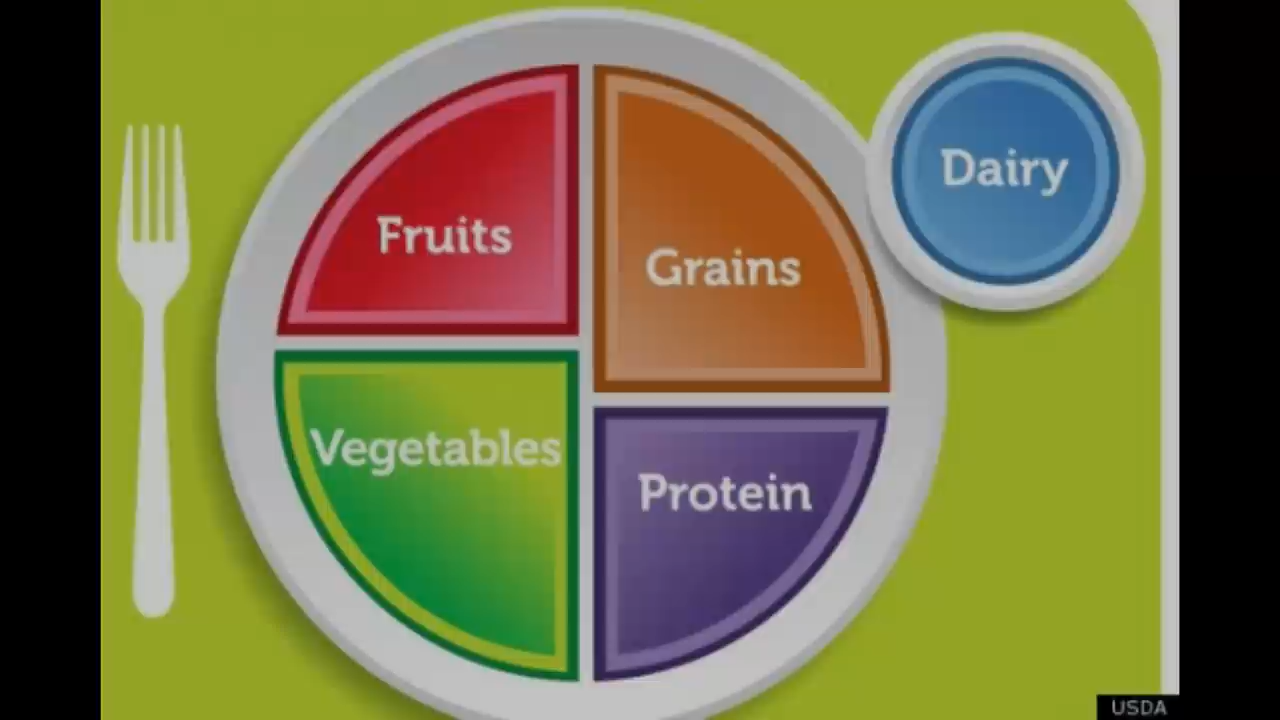 Fruits
Grains
Dairy
Vegetables
Protein
USDA